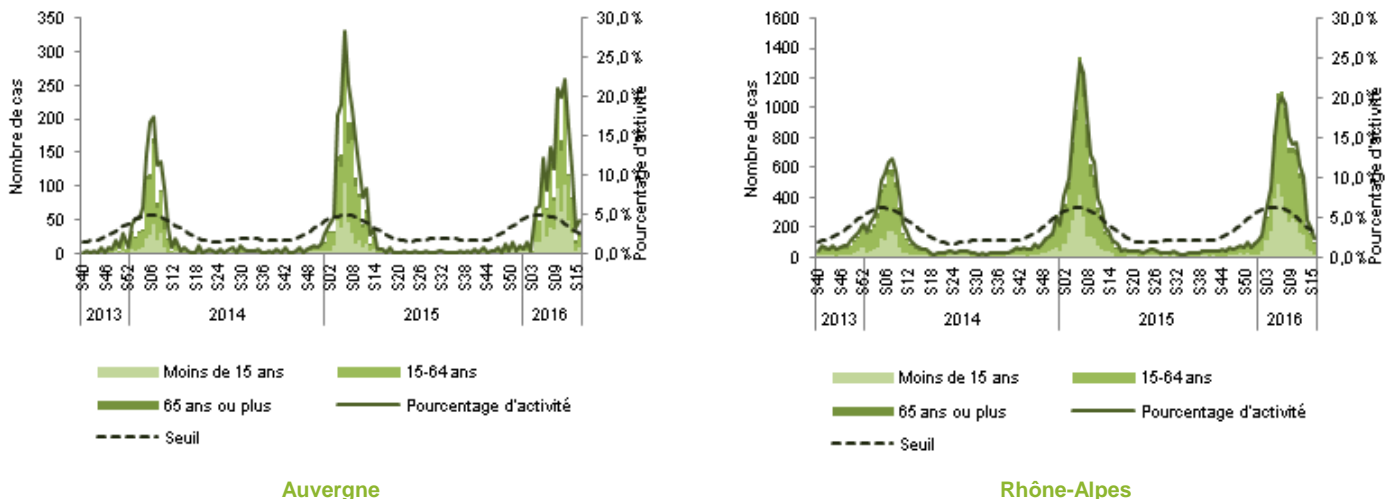 350
300
250
200
150
100
50
0
Nombre de cas
30,0%
25,0%
20,0%
15,0%
10,0%
5,0%
0,0%
Pourcentage d'activité
S40
S46
S52
S06
S12
S18
S24
S30
S36
S42
S48
S02
S08
S14
S20
S26
S32
S38
S44
S50
S03
S09
S15
2013
2014
2015
2016
Moins de 15 ans
15-64 ans
65 ans ou plus
Pourcentage d'activité
Seuil
Auvergne
1600
1400
1200
1000
800
600
400
200
0
Nombre de cas
30,0%
25,0%
20,0%
15,0%
10,0%
5,0%
0,0%
Pourcentage d'activité
S40
S46
S52
S06
S12
S18
S24
S30
S36
S42
S48
S02
S08
S14
S20
S26
S32
S38
S44
S50
S03
S09
S15
2013
2014
2015
2016
Moins de 15 ans
15-64 ans
65 ans ou plus
Pourcentage d'activité
Seuil
Rhône-Alpes